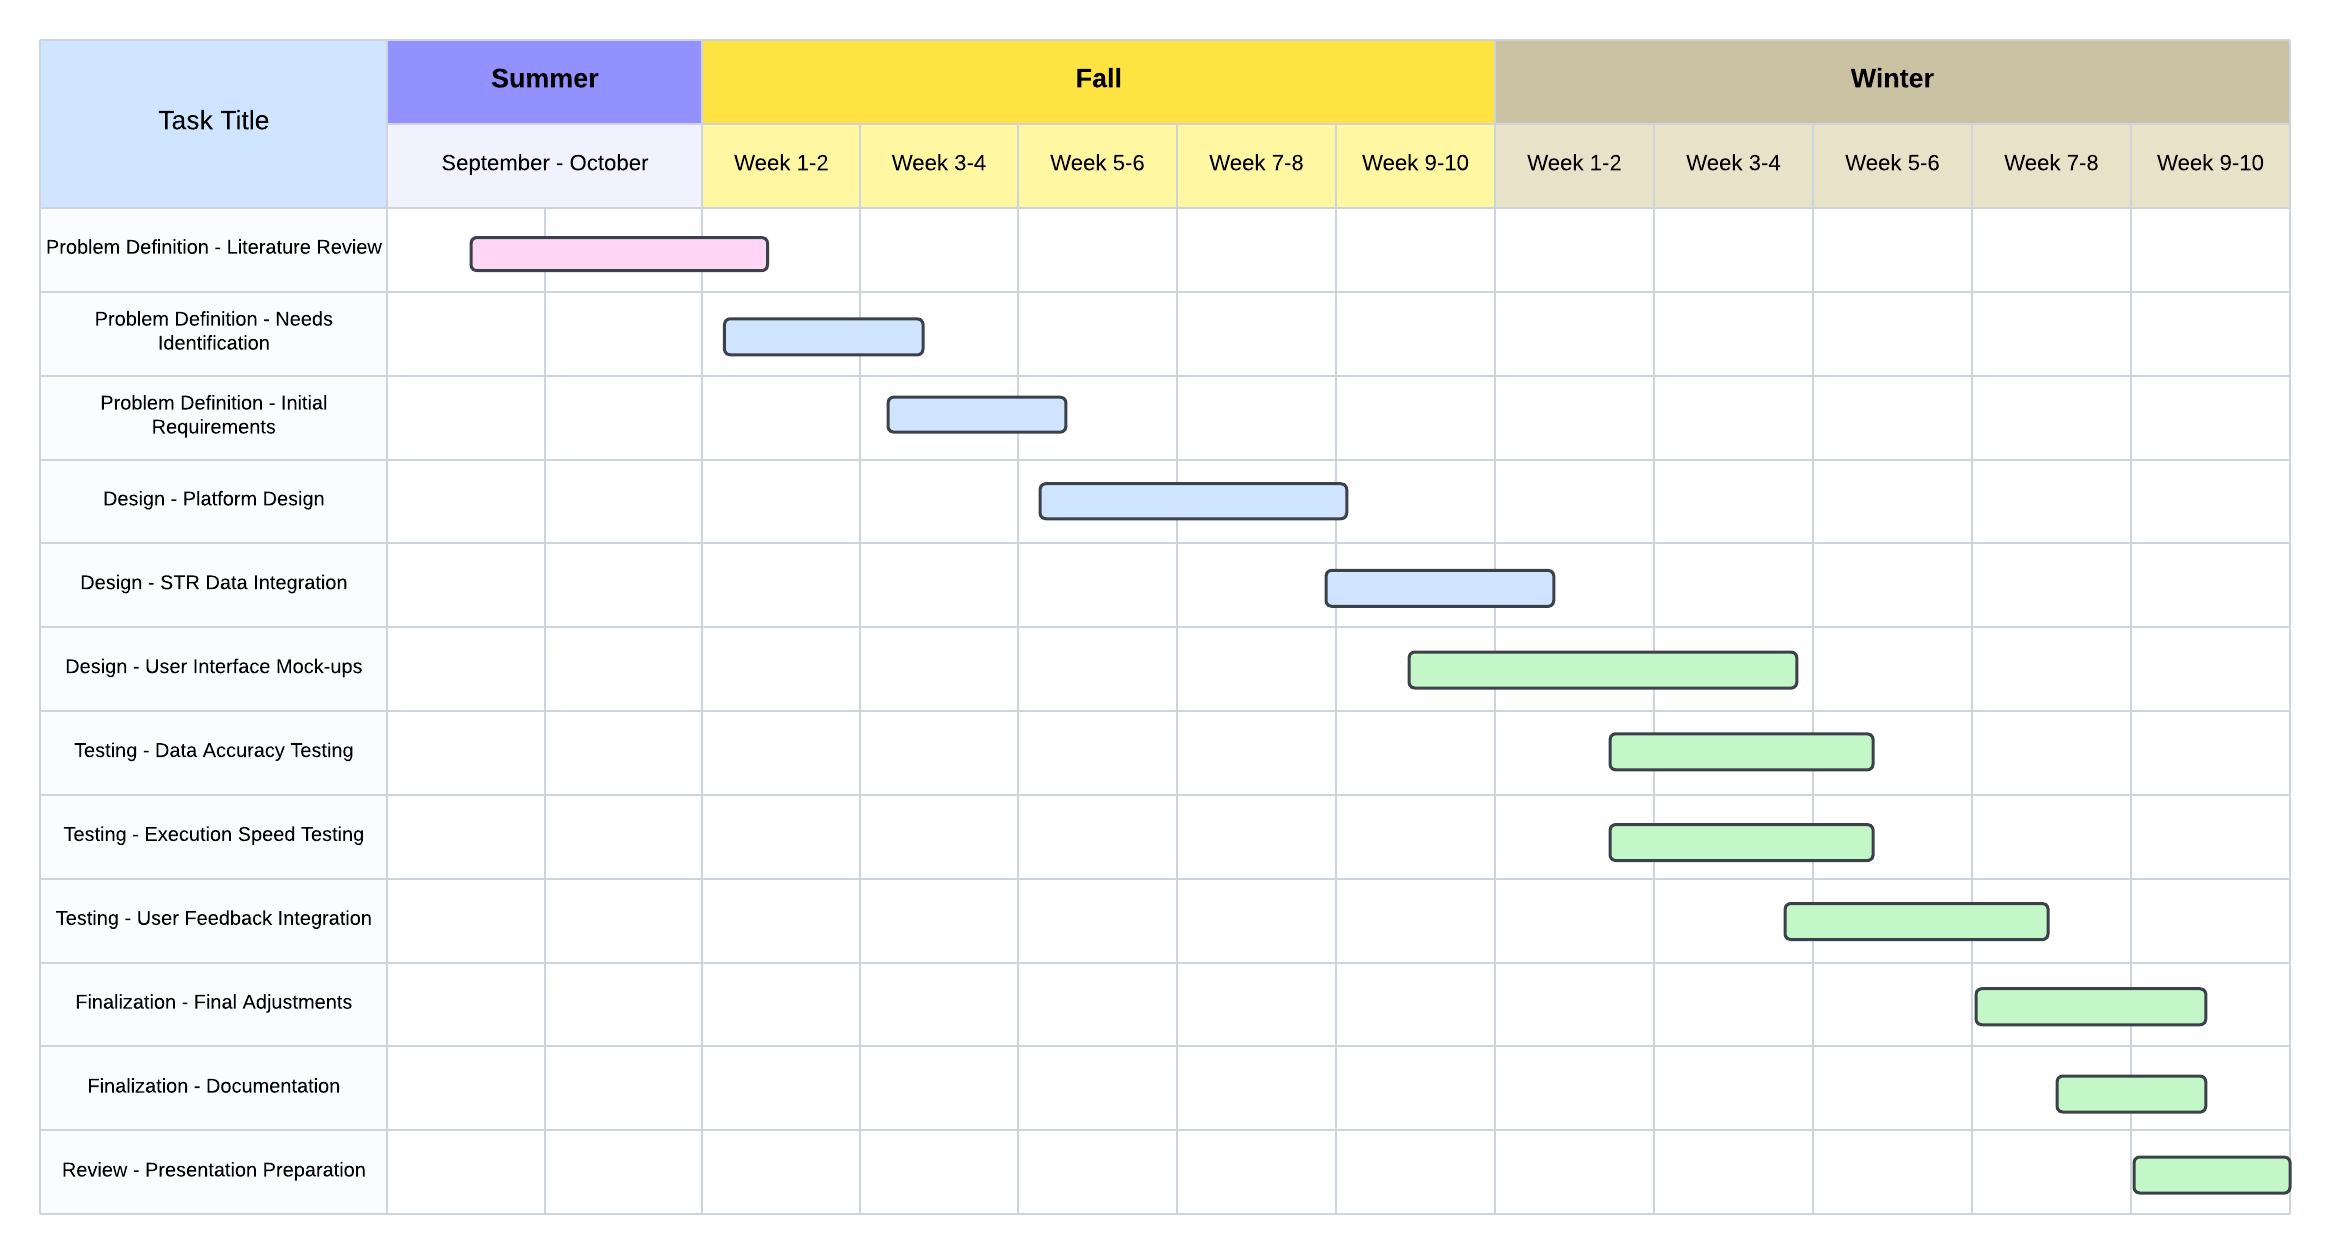 Task Title
Summer
Fall
Winter
September - October
Week 1-2
Week 3-4
Week 5-6
Week 7-8
Week 9-10
Week 1-2
Week 3-4
Week 5-6
Week 7-8
Week 9-10
Problem Definition - Literature Review
Problem Definition - Needs
Identification
Problem Definition - Initial
Requirements
Design - Platform Design
Design - STR Data Integration
Design - User Interface Mock-ups
Testing - Data Accuracy Testing
Testing - Execution Speed Testing
Testing - User Feedback Integration
Finalization - Final Adjustments
Finalization - Documentation
Review - Presentation Preparation